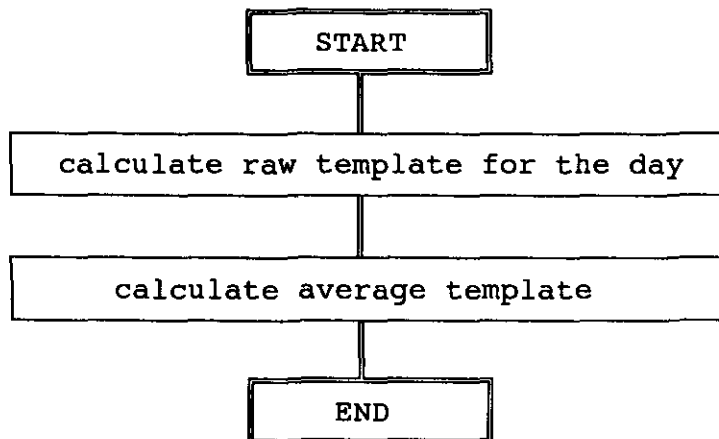 START
calculate raw template for the day
calculate average template
END